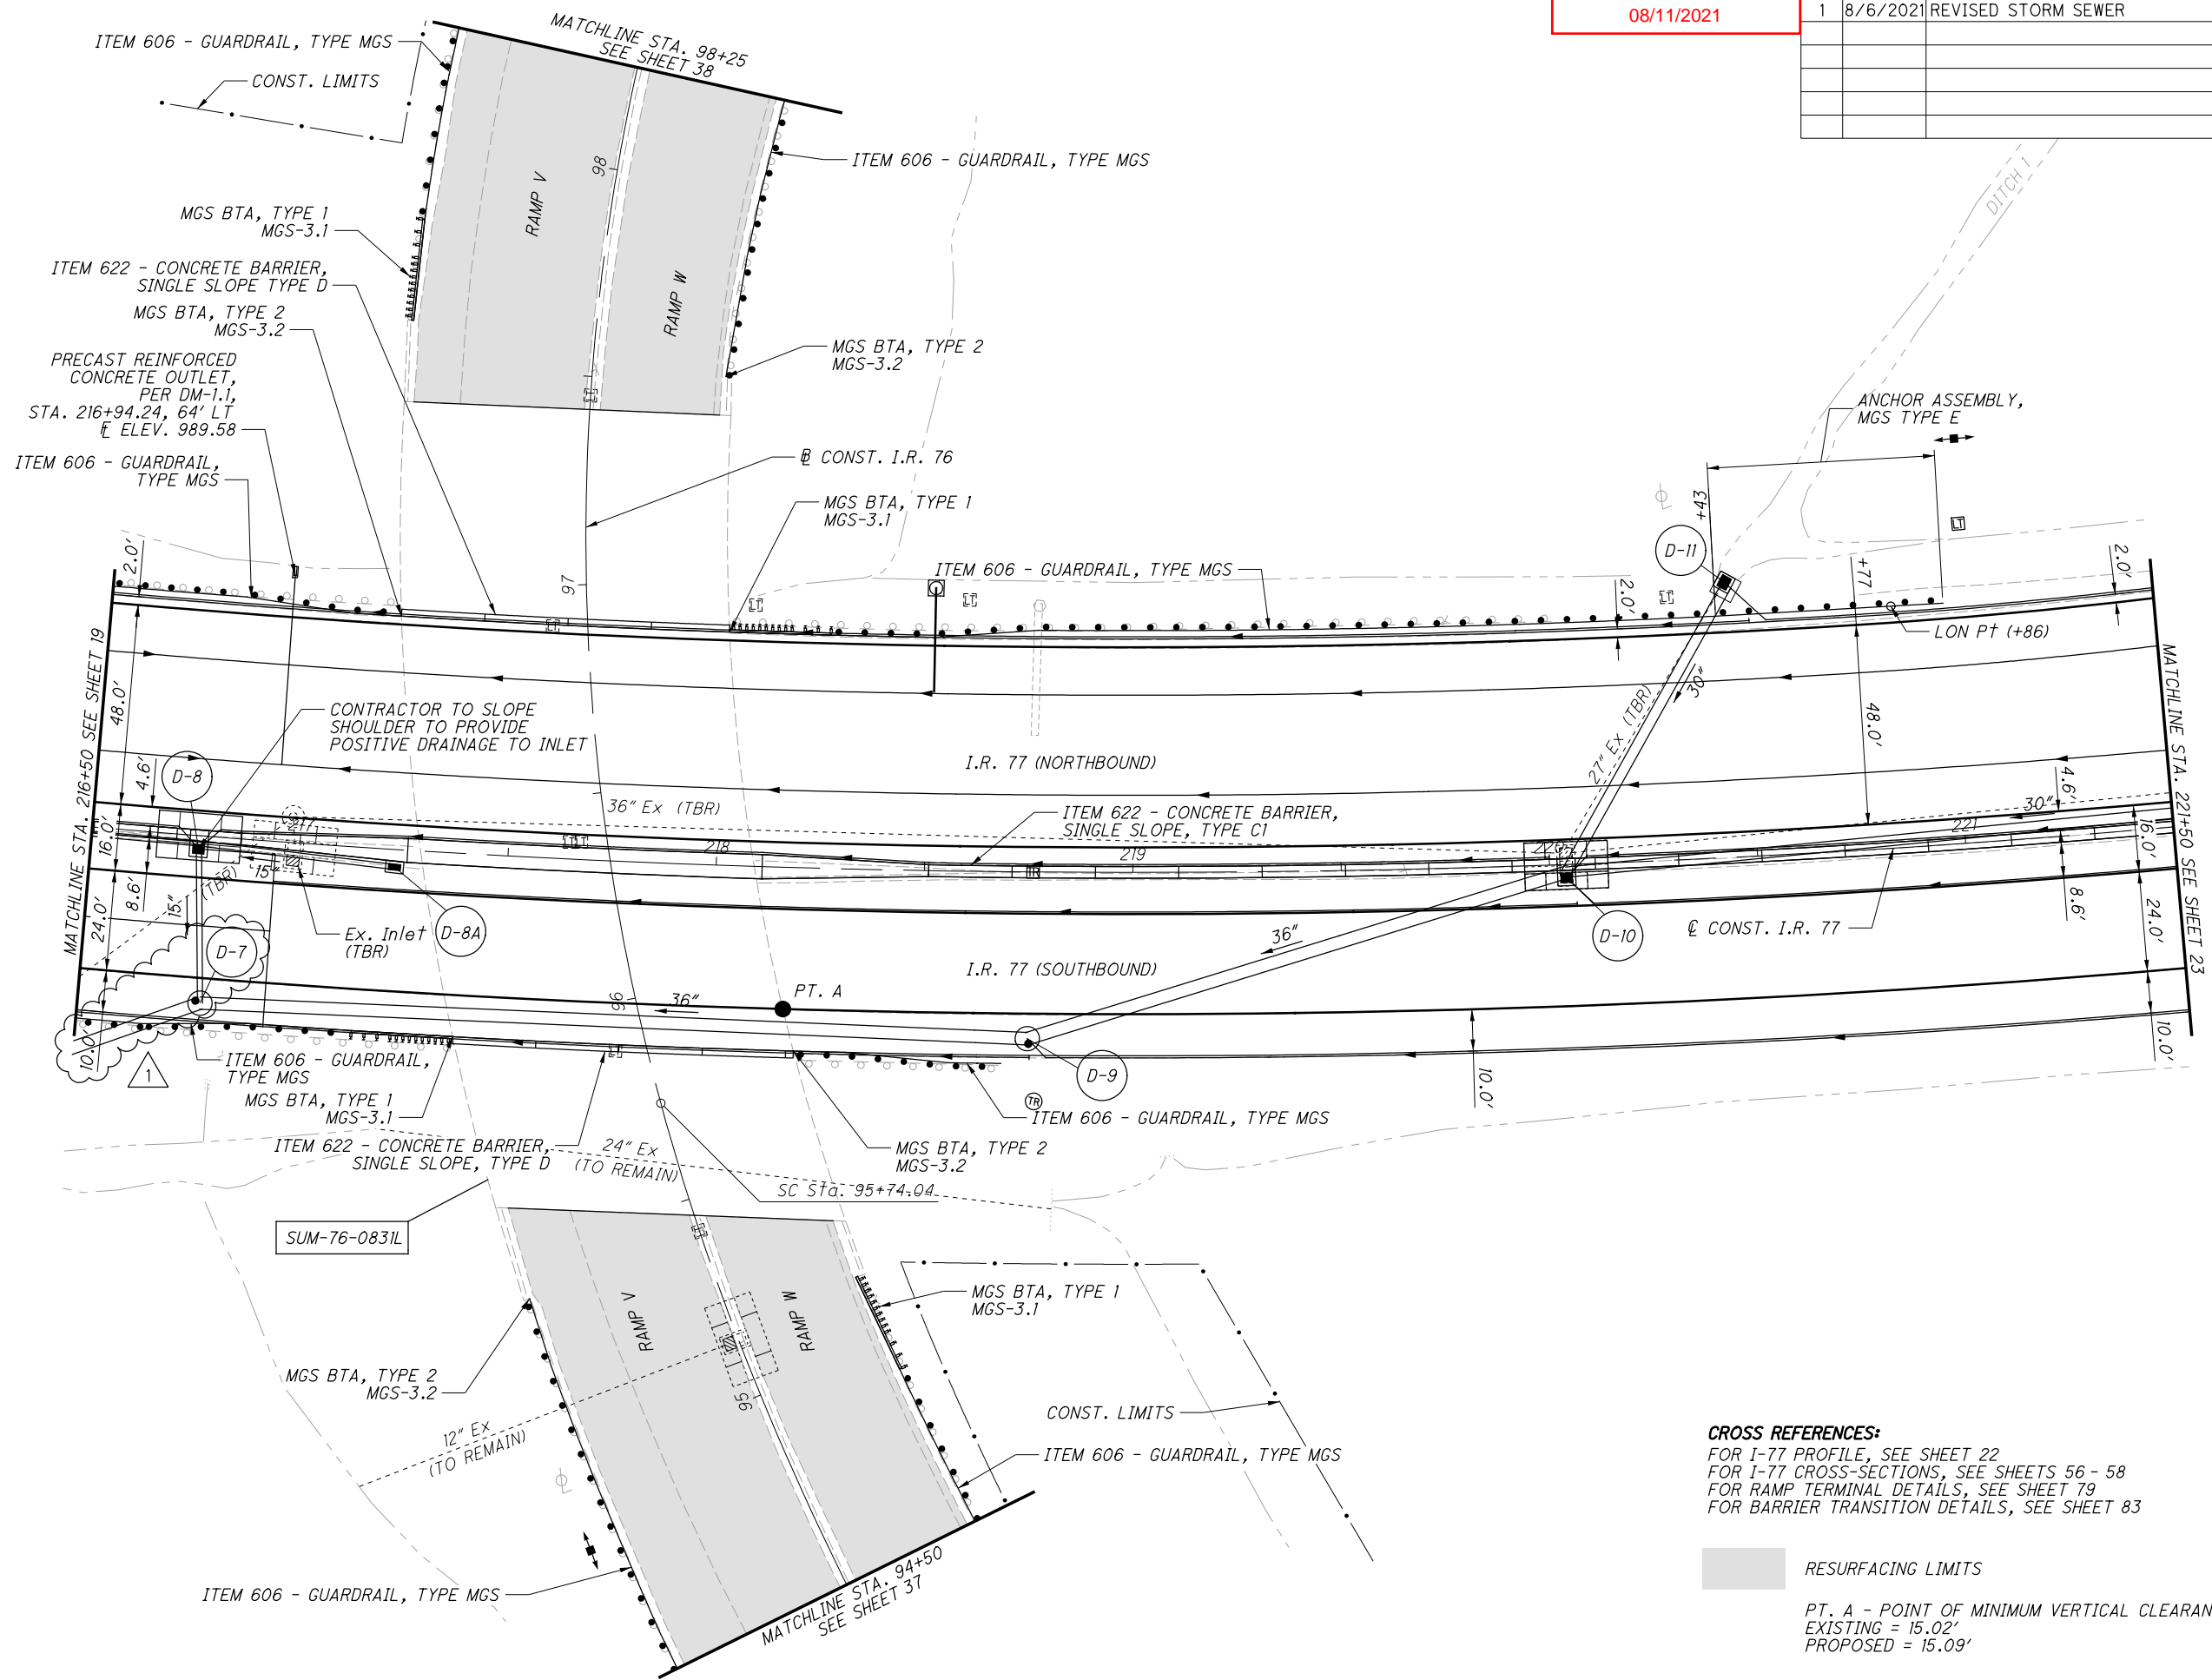 08/11/2021
1 8/6/2021 REVISED STORM SEWER
MATCHLINE STA. 98+25
SEE SHEET 38
ITEM 606 - GUARDRAIL, TYPE MGS
CONST. LIMITS
ITEM 606 - GUARDRAIL, TYPE MGS
98
RAMP V
RAMP W
DITCH 1
MGS BTA, TYPE 1
MGS-3.1
ITEM 622 - CONCRETE BARRIER,
SINGLE SLOPE TYPE D
MGS BTA, TYPE 2
MGS-3.2
MGS BTA, TYPE 2
MGS-3.2
PRECAST REINFORCED
CONCRETE OUTLET,
PER DM-1.1,
STA. 216+94.24, 64' LT
℄ ELEV. 989.58
ITEM 606 - GUARDRAIL,
TYPE MGS
ANCHOR ASSEMBLY,
MGS TYPE E
℄ CONST. I.R. 76
MGS BTA, TYPE 1
MGS-3.1
+43
LT
D-11
2.0'
97
LT
LT
LT
LT
ITEM 606 - GUARDRAIL, TYPE MGS
2.0'
+77
2.0'
LON Pt (+86)
MATCHLINE STA. 216+50 SEE SHEET 19
48.0'
30"
27" Ex (TBR)
48.0'
MATCHLINE STA. 221+50 SEE SHEET 23
CONTRACTOR TO SLOPE
SHOULDER TO PROVIDE
POSITIVE DRAINAGE TO INLET
I.R. 77 (NORTHBOUND)
D-8
4.6'
4.6'
36" Ex (TBR)
ITEM 622 - CONCRETE BARRIER,
SINGLE SLOPE, TYPE C1
30"
16.0'
217
218
219
220
221
16.0'
TR
15"
(TBR)
8.6'
15"
8.6'
24.0'
Ex. Inlet
(TBR)
D-8A
D-7
36"
D-10
℄ CONST. I.R. 77
24.0'
I.R. 77 (SOUTHBOUND)
PT. A
96
36"
10.0'
10.0'
1
ITEM 606 - GUARDRAIL,
TYPE MGS
LT
D-9
10.0'
MGS BTA, TYPE 1
MGS-3.1
TR
ITEM 606 - GUARDRAIL, TYPE MGS
ITEM 622 - CONCRETE BARRIER,
SINGLE SLOPE, TYPE D
24" Ex
(TO REMAIN)
MGS BTA, TYPE 2
MGS-3.2
SC Sta. 95+74.04
SUM-76-0831L
RAMP V
RAMP W
MGS BTA, TYPE 1
MGS-3.1
MGS BTA, TYPE 2
MGS-3.2
95
12" Ex
(TO REMAIN)
CONST. LIMITS
ITEM 606 - GUARDRAIL, TYPE MGS
ITEM 606 - GUARDRAIL, TYPE MGS
MATCHLINE STA. 94+50
SEE SHEET 37
CROSS REFERENCES:
FOR I-77 PROFILE, SEE SHEET 22
FOR I-77 CROSS-SECTIONS, SEE SHEETS 56 - 58
FOR RAMP TERMINAL DETAILS, SEE SHEET 79
FOR BARRIER TRANSITION DETAILS, SEE SHEET 83
RESURFACING LIMITS
PT. A - POINT OF MINIMUM VERTICAL CLEARAN
EXISTING = 15.02'
PROPOSED = 15.09'